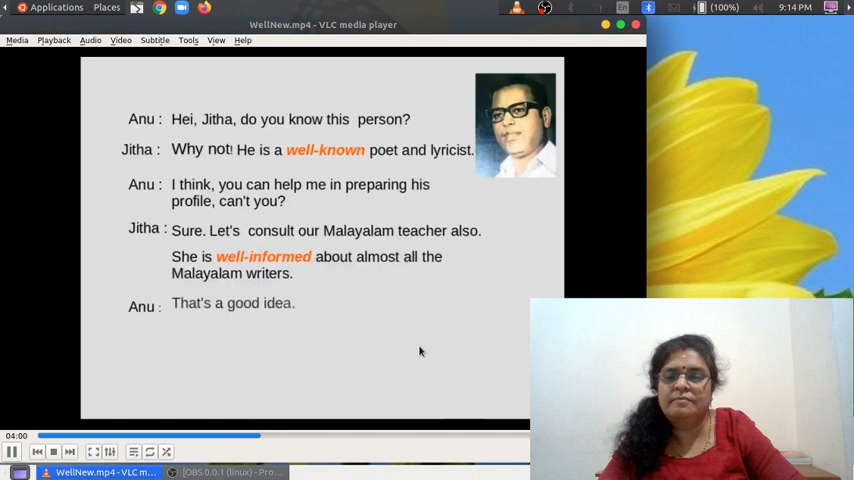 Applications Places En (100%) 9:14 PM
WellNew.mp4 - VLC media player
Media Playback Audio Video Subtitle Tools View Help
Anu : Hei, Jitha, do you know this person?
Jitha : Why not! He is a well-known poet and lyricist.
Anu : I think, you can help me in preparing his
profile, can't you?
Jitha : Sure. Let's consult our Malayalam teacher also.
She is well-informed about almost all the
Malayalam writers.
Anu : That's a good idea.
04:00
WellNew.mp4 - VLC m... [OBS 0.0.1 (linux) - Pro...